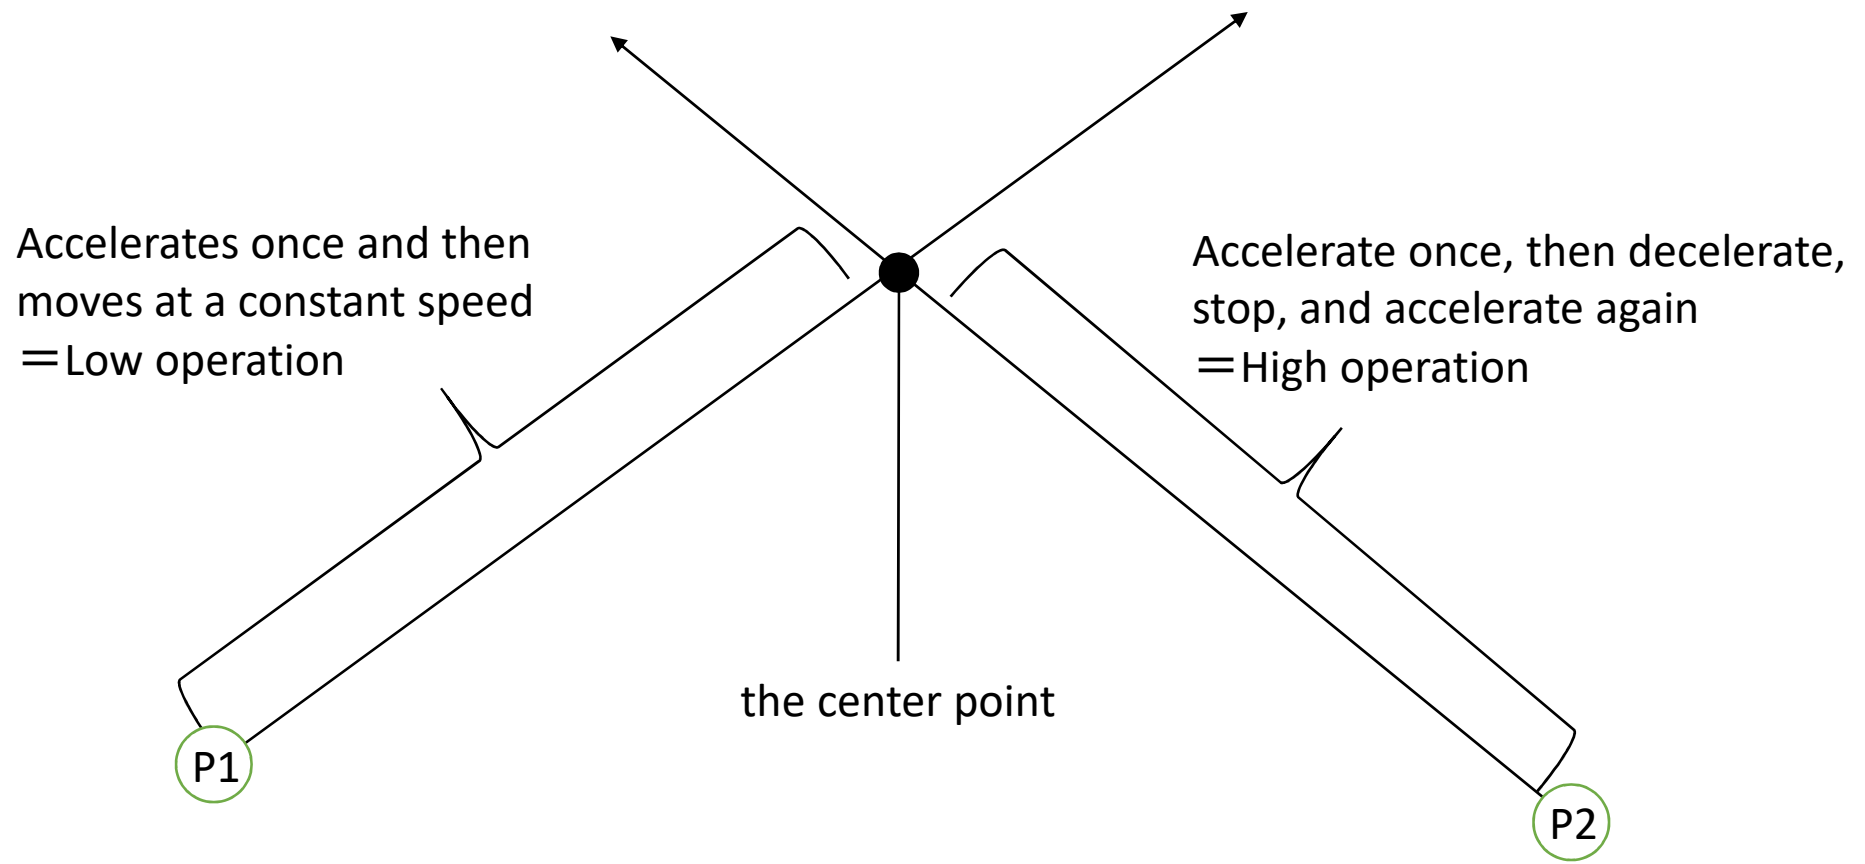 Accelerates once and then
moves at a constant speed
＝Low operation
Accelerate once, then decelerate,
stop, and accelerate again
＝High operation
the center point
P1
P2